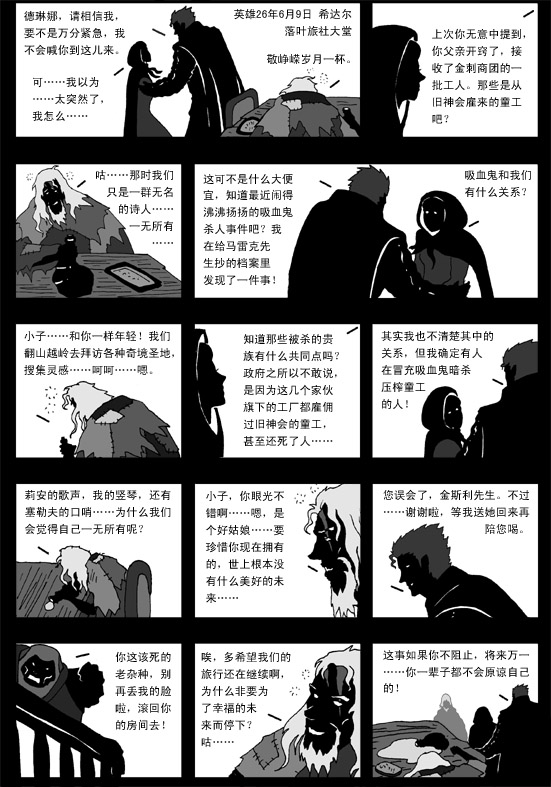 德琳娜，请相信我，
要不是万分紧急，我
不会喊你到这儿来。
可……我以为
……太突然了，
我怎么……
英雄26年6月9日 希达尔
落叶旅社大堂
敬峥嵘岁月一杯。
上次你无意中提到，
你父亲开窍了，接
收了金刺商团的一
批工人。那些是从
旧神会雇来的童工
吧？
咕……那时我们
只是一群无名
的诗人……
一无所有
……
这可不是什么大便
宜，知道最近闹得
沸沸扬扬的吸血鬼
杀人事件吧？我
在给马雷克先
生抄的档案里
发现了一件事！
吸血鬼和我们
有什么关系？
小子……和你一样年轻！我们
翻山越岭去拜访各种奇境圣地，
搜集灵感……呵呵……嗯。
知道那些被杀的贵
族有什么共同点吗？
政府之所以不敢说，
是因为这几个家伙
旗下的工厂都雇佣
过旧神会的童工，
甚至还死了人……
其实我也不清楚其中的
关系，但我确定有人
在冒充吸血鬼暗杀
压榨童工
的人！
莉安的歌声，我的竖琴，还有
塞勒夫的口哨……为什么我们
会觉得自己一无所有呢？
小子，你眼光不
错啊……嗯，是
个好姑娘……要
珍惜你现在拥有
的，世上根本没
有什么美好的未
来……
您误会了，金斯利先生。不过
……谢谢啦，等我送她回来再
陪您喝。
你这该死的
老杂种，别
再丢我的脸
啦，滚回你
的房间去！
唉，多希望我们的
旅行还在继续啊，
为什么非要为
了幸福的未
来而停下？
咕……
这事如果你不阻止，将来万一
……你一辈子都不会原谅自己
的！